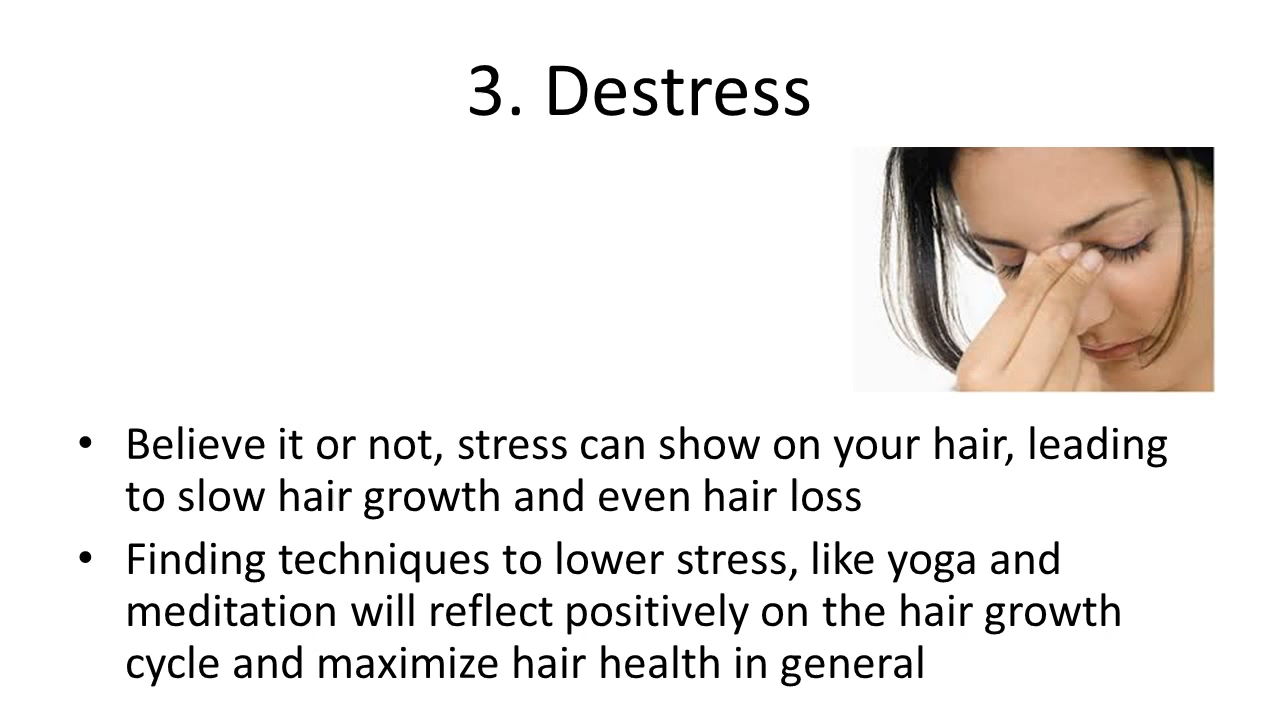 3. Destress
• Believe it or not, stress can show on your hair, leading
to slow hair growth and even hair loss
• Finding techniques to lower stress, like yoga and
meditation will reflect positively on the hair growth
cycle and maximize hair health in general